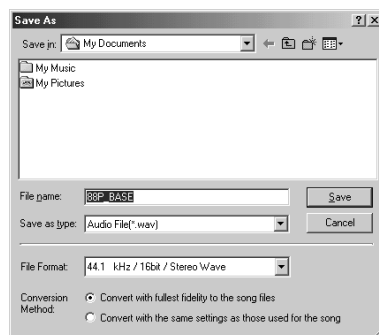 Save As
Save in: My Documents
My Music
My Pictures
File name: 88P_BASE Save
Save as type: Audio File(*.wav) Cancel
File Format: 44.1 kHz / 16bit / Stereo Wave
Conversion Method: Convert with fullest fidelity to the song files
Convert with the same settings as those used for the song